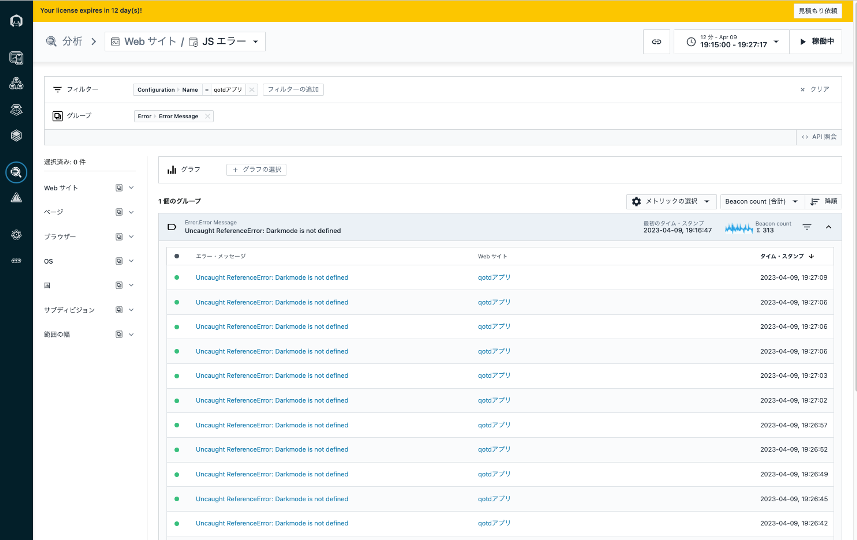 Your license expires in 12 day(s)!
見積もり依頼
分析 > Web サイト / JS エラー
12 分 - Apr 09
19:15:00 - 19:27:17
稼働中
フィルター
Configuration > Name = qotdアプリ ×
フィルターの追加
× クリア
グループ
Error > Error Message ×
<> API 照会
選択済み: 0 件
Web サイト
ページ
ブラウザー
OS
国
サブディビジョン
グラフ
+ グラフの選択
1 個のグループ
メトリックの選択
Beacon count (合計)
降順
Error:Error Message
Uncaught ReferenceError: Darkmode is not defined
最初のタイム・スタンプ
2023-04-09, 19:16:47
Beacon count
Σ 313
エラー・メッセージ Web サイト タイム・スタンプ ↓
Uncaught ReferenceError: Darkmode is not defined qotdアプリ 2023-04-09, 19:27:09
Uncaught ReferenceError: Darkmode is not defined qotdアプリ 2023-04-09, 19:27:06
Uncaught ReferenceError: Darkmode is not defined qotdアプリ 2023-04-09, 19:27:06
Uncaught ReferenceError: Darkmode is not defined qotdアプリ 2023-04-09, 19:27:06
Uncaught ReferenceError: Darkmode is not defined qotdアプリ 2023-04-09, 19:27:03
Uncaught ReferenceError: Darkmode is not defined qotdアプリ 2023-04-09, 19:27:02
Uncaught ReferenceError: Darkmode is not defined qotdアプリ 2023-04-09, 19:26:57
Uncaught ReferenceError: Darkmode is not defined qotdアプリ 2023-04-09, 19:26:52
Uncaught ReferenceError: Darkmode is not defined qotdアプリ 2023-04-09, 19:26:49
Uncaught ReferenceError: Darkmode is not defined qotdアプリ 2023-04-09, 19:26:45
Uncaught ReferenceError: Darkmode is not defined qotdアプリ 2023-04-09, 19:26:42